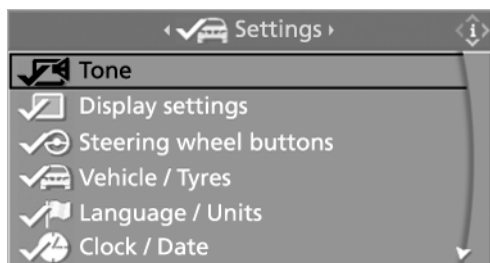 Settings
Tone
Display settings
Steering wheel buttons
Vehicle / Tyres
Language / Units
Clock / Date